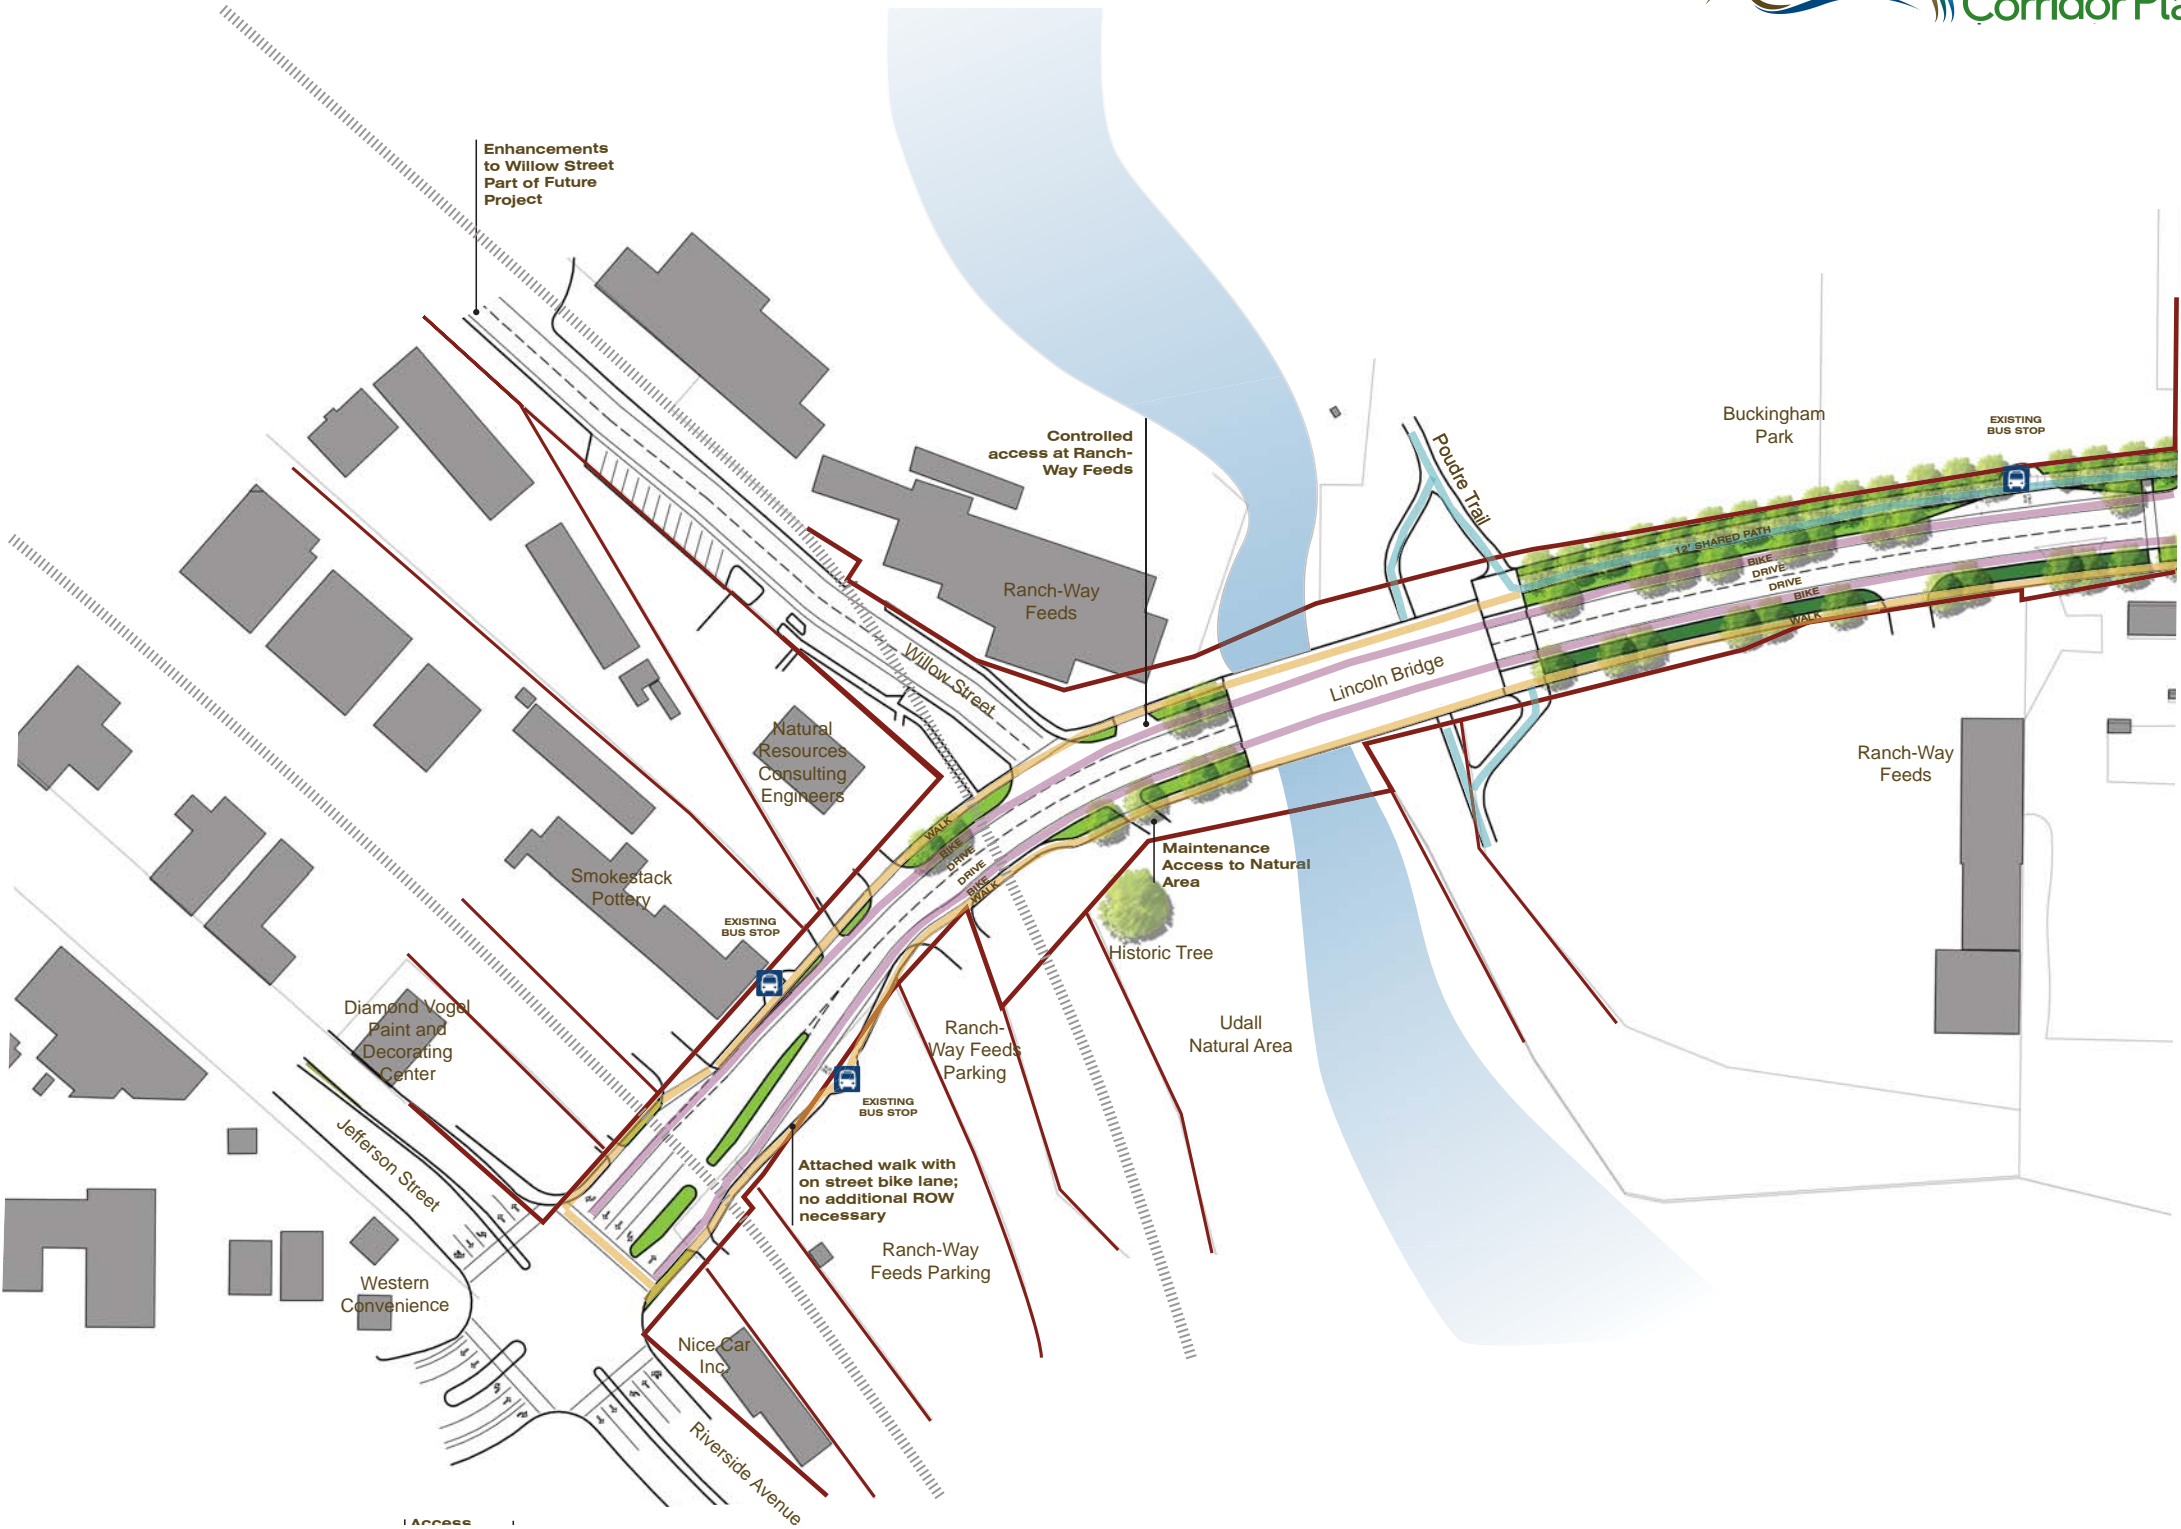 Corridor Pla
Enhancements
to Willow Street
Part of Future
Project
Controlled
access at Ranch-
Way Feeds
Poudre Trail
Buckingham
Park
EXISTING
BUS STOP
12' SHARED PATH
BIKE
DRIVE
DRIVE
BIKE
WALK
Ranch-Way
Feeds
Willow Street
Lincoln Bridge
Natural
Resources
Consulting
Engineers
Ranch-Way
Feeds
WALK
BIKE
DRIVE
DRIVE
BIKE
WALK
Maintenance
Access to Natural
Area
Smokestack
Pottery
EXISTING
BUS STOP
Historic Tree
Diamond Vogel
Paint and
Decorating
Center
Ranch-
Way Feeds
Parking
Udall
Natural Area
EXISTING
BUS STOP
Jefferson Street
Attached walk with
on street bike lane;
no additional ROW
necessary
Ranch-Way
Feeds Parking
Western
Convenience
Nice Car
Inc.
Riverside Avenue
Access